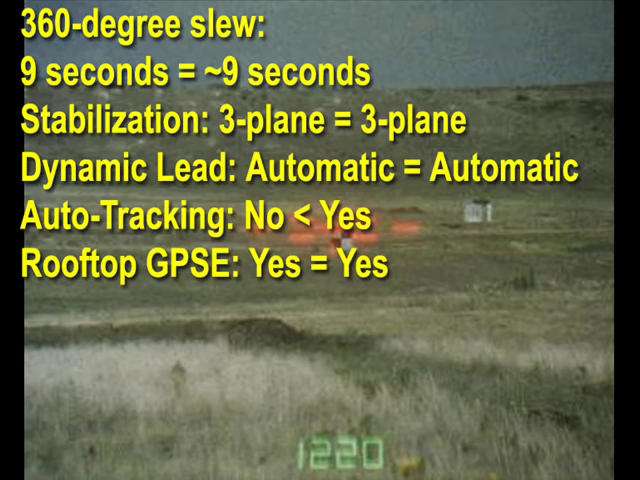 360-degree slew:
9 seconds = ~9 seconds
Stabilization: 3-plane = 3-plane
Dynamic Lead: Automatic = Automatic
Auto-Tracking: No < Yes
Rooftop GPSE: Yes = Yes
1220